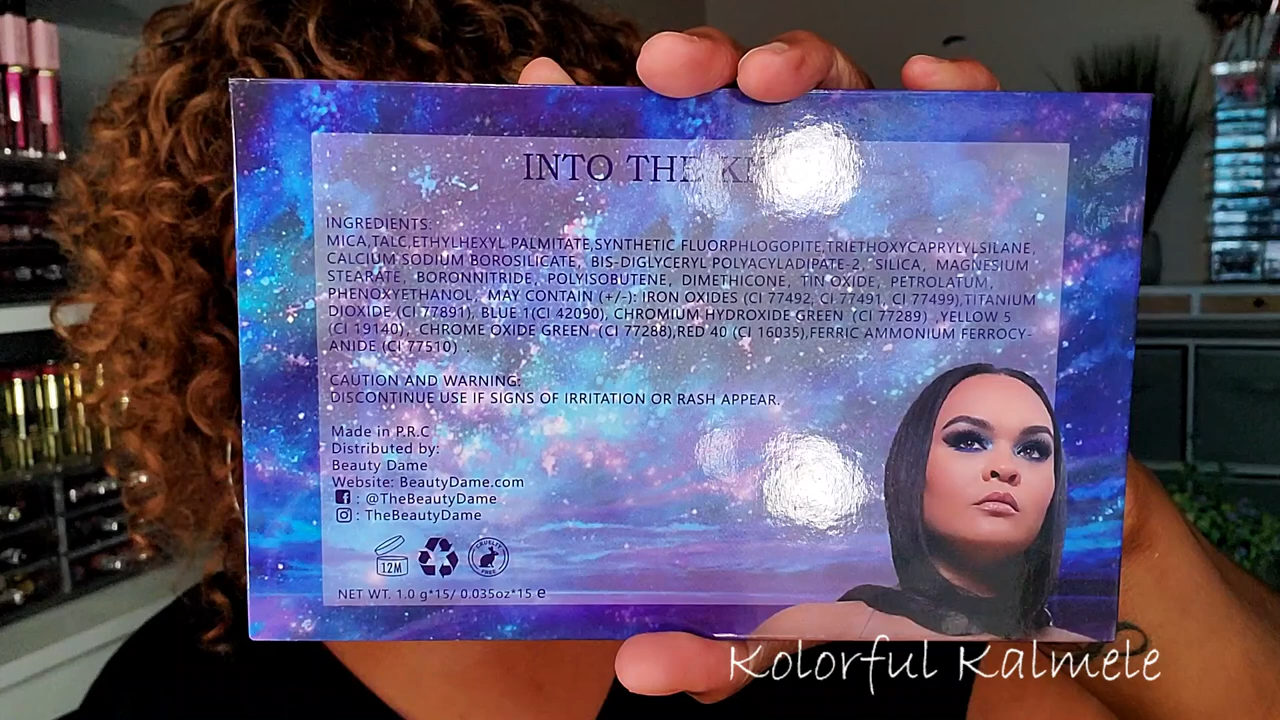 INTO THE
INGREDIENTS:
MICA,TALC,ETHYLHEXYL PALMITATE,SYNTHETIC FLUORPHLOGOPITE,TRIETHOXYCAPRYLYLSILANE,
CALCIUM SODIUM BOROSILICATE, BIS-DIGLYCERYL POLYACYLADIPATE-2, SILICA, MAGNESIUM
STEARATE, BORONNITRIDE, POLYISOBUTENE, DIMETHICONE, TIN OXIDE, PETROLATUM,
PHENOXYETHANOL, MAY CONTAIN (+/-): IRON OXIDES (CI 77492, CI 77491, CI 77499),TITANIUM
DIOXIDE (CI 77891), BLUE 1(CI 42090), CHROMIUM HYDROXIDE GREEN (CI 77289) ,YELLOW 5
(CI 19140), CHROME OXIDE GREEN (CI 77288),RED 40 (CI 16035),FERRIC AMMONIUM FERROCY-
ANIDE (CI 77510) .
CAUTION AND WARNING:
DISCONTINUE USE IF SIGNS OF IRRITATION OR RASH APPEAR.
Made in P.R.C
Distributed by:
Beauty Dame
Website: BeautyDame.com
: @TheBeautyDame
: TheBeautyDame
12M
CRUELTY
FREE
NET WT. 1.0 g*15/ 0.035oz*15 e
Kolorful Kalmele